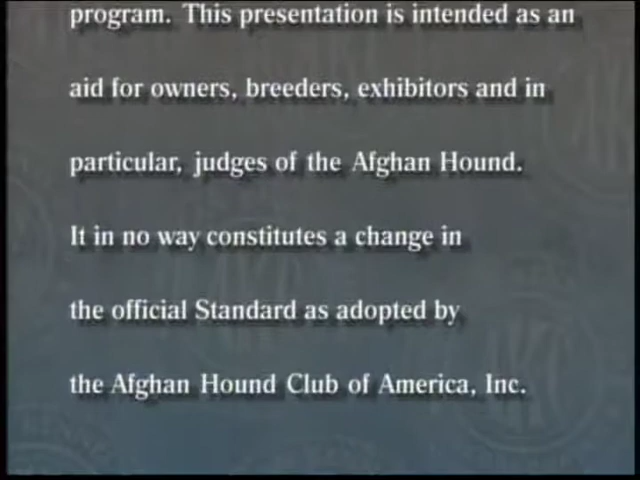 program. This presentation is intended as an
aid for owners, breeders, exhibitors and in
particular, judges of the Afghan Hound.
It in no way constitutes a change in
the official Standard as adopted by
the Afghan Hound Club of America, Inc.